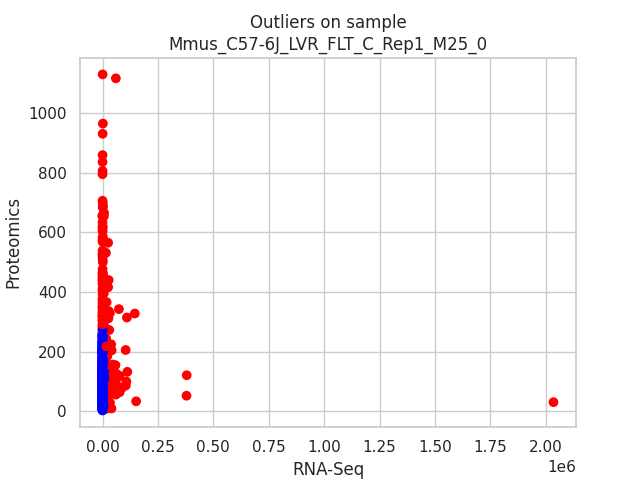 Outliers on sample
Mmus_C57-6J_LVR_FLT_C_Rep1_M25_0
Proteomics
1000
800
600
400
200
0
0.00 0.25 0.50 0.75 1.00 1.25 1.50 1.75 2.00
1e6
RNA-Seq